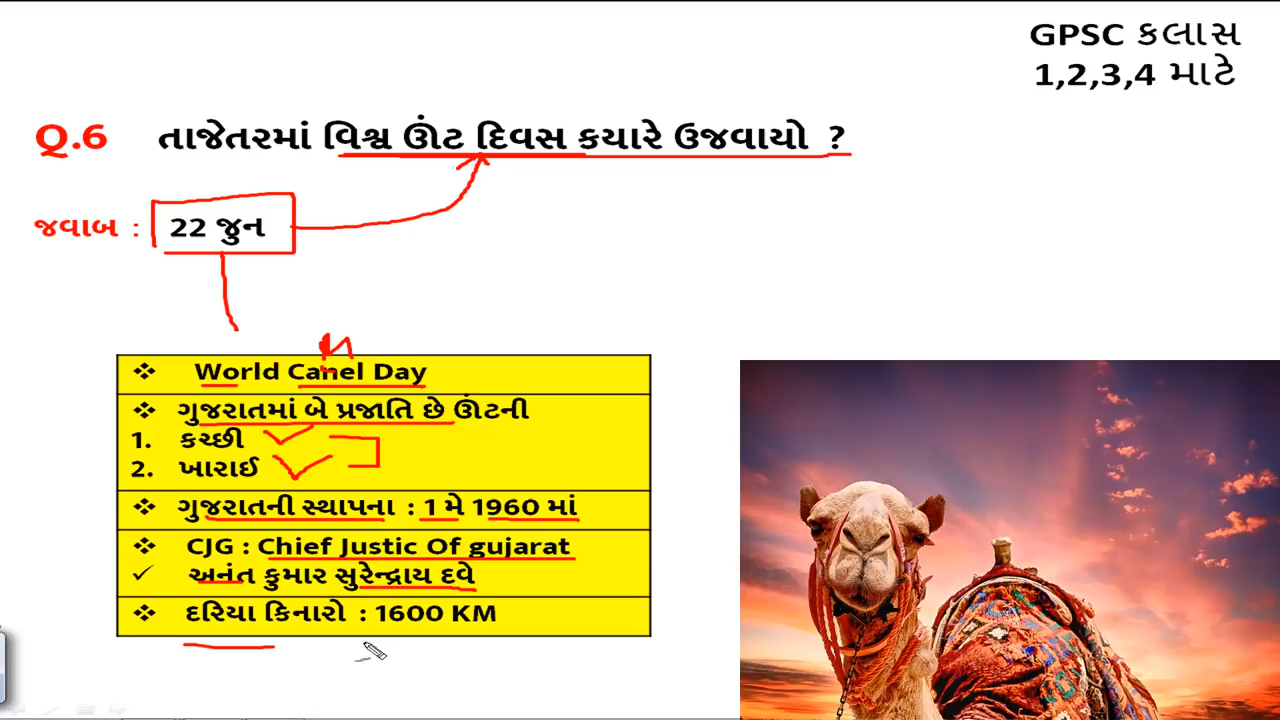 GPSC ક્લાસ
1,2,3,4 માટે
Q.6 તાજેતરમાં વિશ્વ ઊંટ દિવસ કયારે ઉજવાયો ?
જવાબ : 22 જુન
❖ World Canel Day
M
❖ ગુજરાતમાં બે પ્રજાતિ છે ઊંટની
1. કચ્છી
2. ખારાઈ
❖ ગુજરાતની સ્થાપના : 1 મે 1960 માં
❖ CJG : Chief Justic Of gujarat
✓ અનંત કુમાર સુરેન્દ્રાય દવે
❖ દરિયા કિનારો : 1600 KM